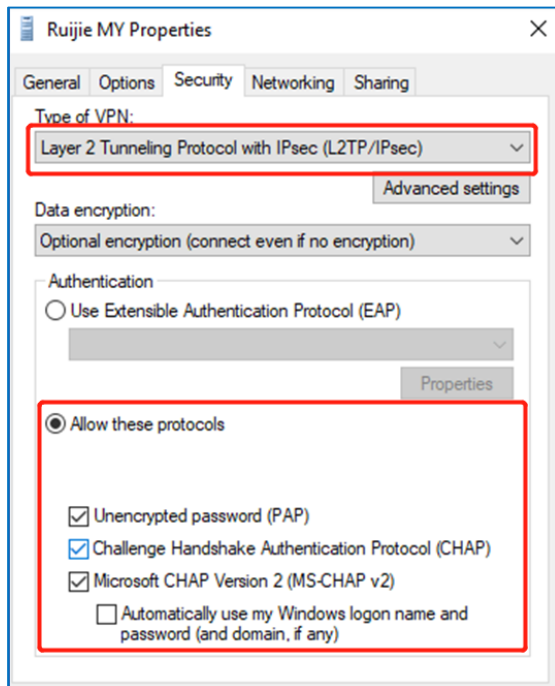 Ruijie MY Properties
General Options Security Networking Sharing
Type of VPN:
Layer 2 Tunneling Protocol with IPsec (L2TP/IPsec)
Advanced settings
Data encryption:
Optional encryption (connect even if no encryption)
Authentication
Use Extensible Authentication Protocol (EAP)
Properties
Allow these protocols
Unencrypted password (PAP)
Challenge Handshake Authentication Protocol (CHAP)
Microsoft CHAP Version 2 (MS-CHAP v2)
Automatically use my Windows logon name and
password (and domain, if any)